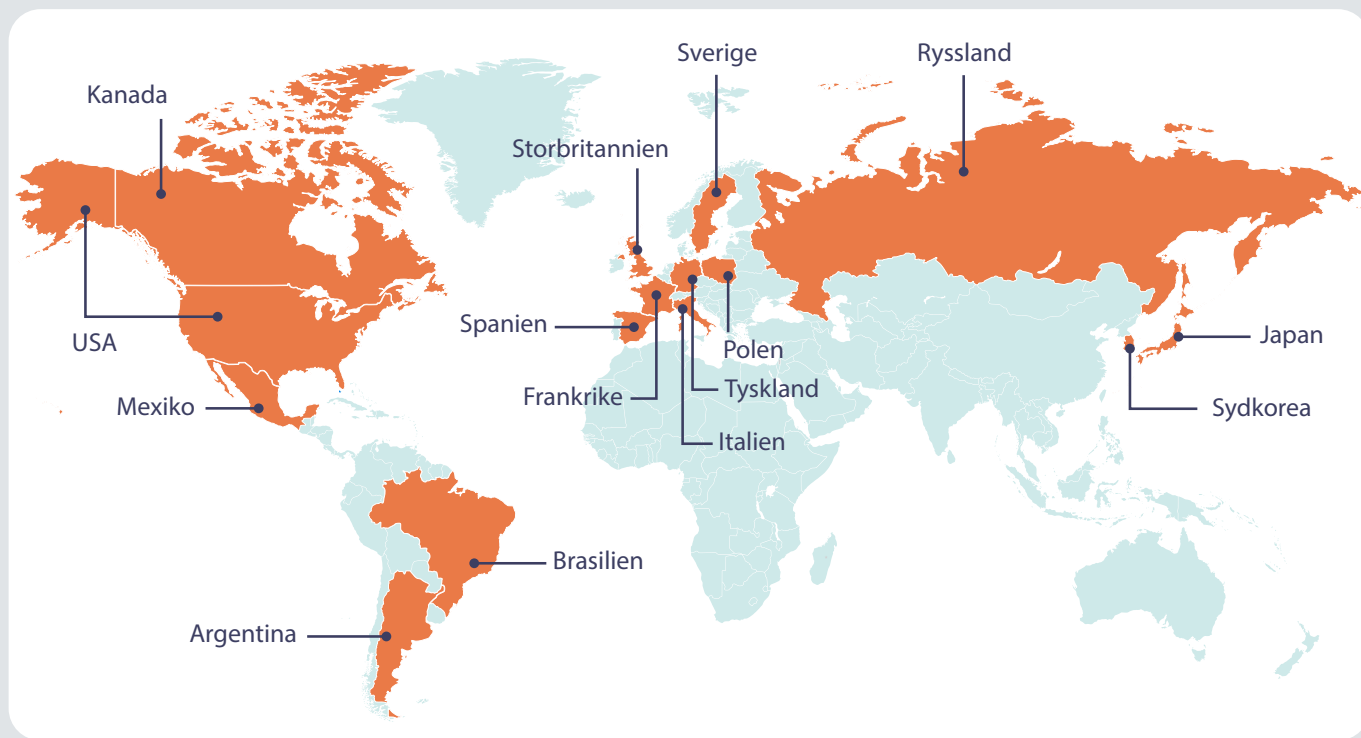 Sverige
Ryssland
Kanada
Storbritannien
Spanien
USA
Japan
Polen
Frankrike
Tyskland
Mexiko
Sydkorea
Italien
Brasilien
Argentina